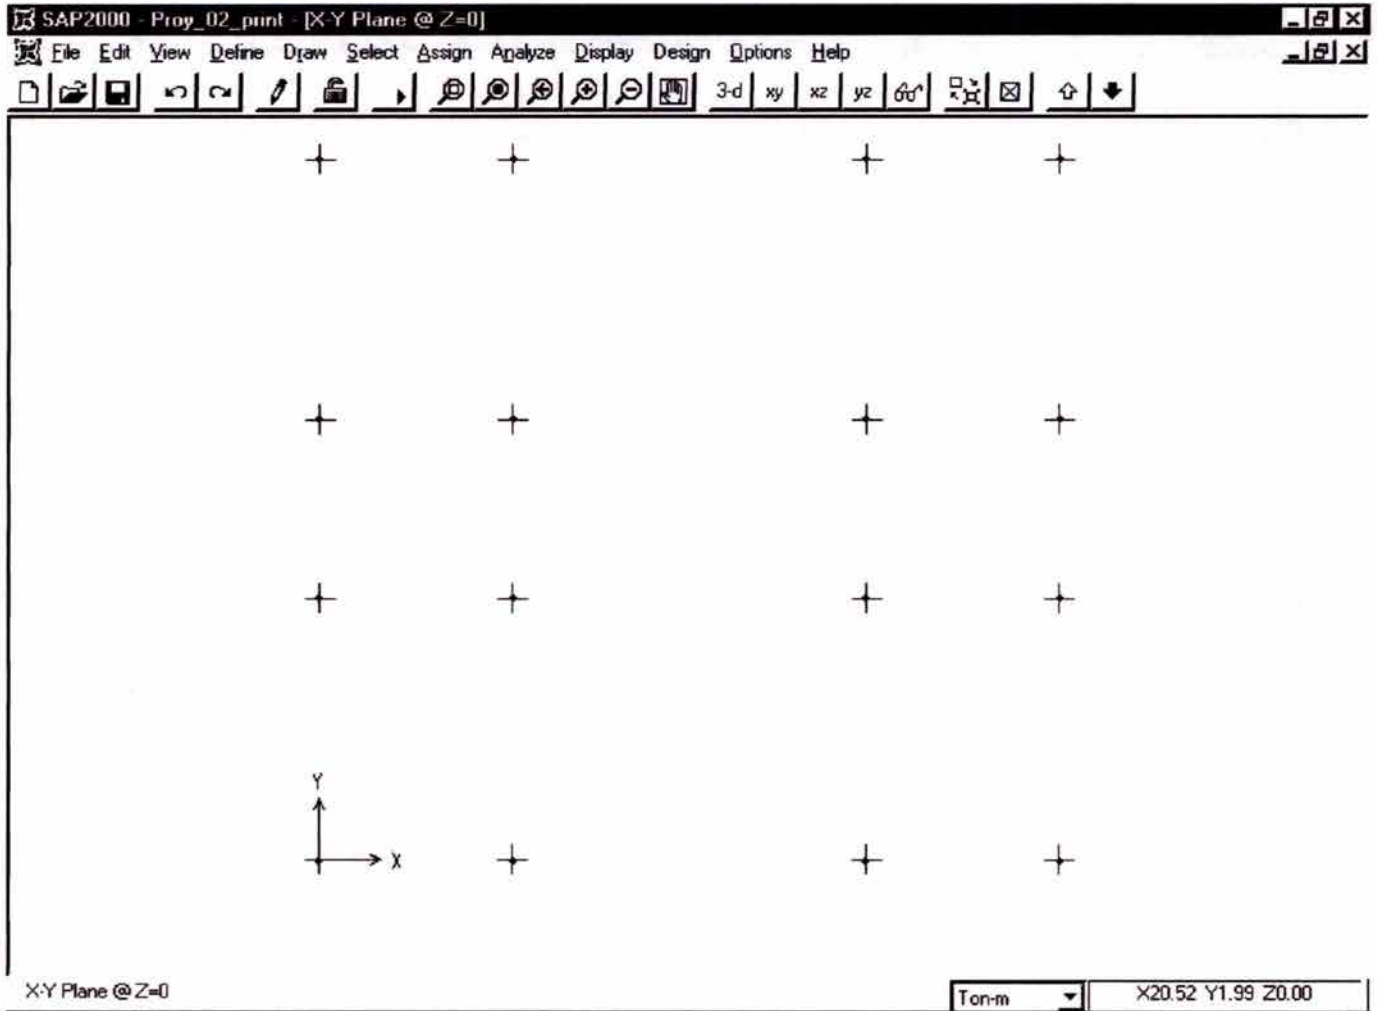 SAP2000 - Proy_02_print - [X-Y Plane @ Z=0]
File Edit View Define Draw Select Assign Analyze Display Design Options Help
3-d xy xz yz
Y
X
X-Y Plane @ Z=0
Ton-m
X20.52 Y1.99 Z0.00